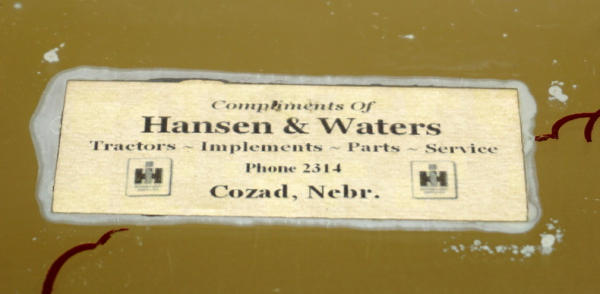 Compliments Of
Hansen & Waters
Tractors ~ Implements ~ Parts ~ Service
Phone 2314
Cozad, Nebr.